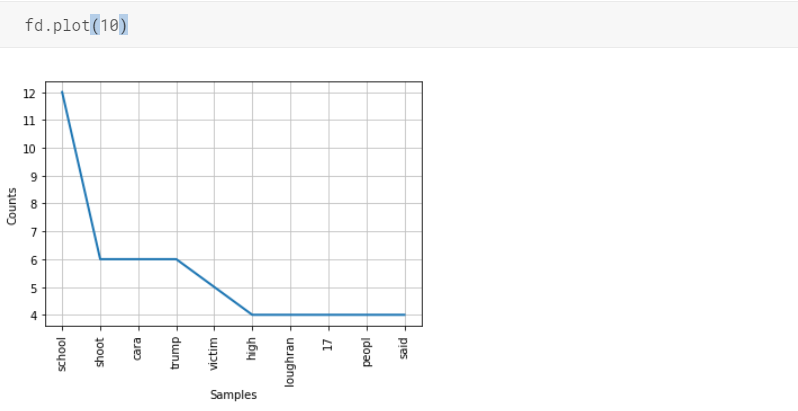 fd.plot(10)
12
11
10
9
8
7
6
5
4
Counts
school
shoot
cara
trump
victim
high
loughran
17
peopl
said
Samples